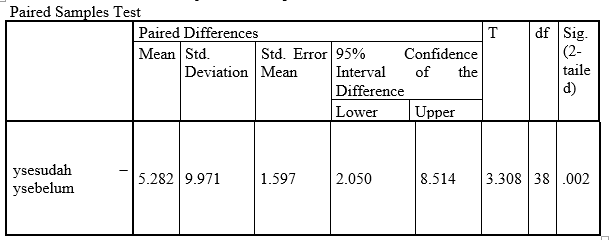 Paired Samples Test
Paired Differences T df Sig.
(2-
taile
d)
Mean Std.
Deviation Std. Error
Mean 95% Confidence
Interval of the
Difference
Lower Upper
ysesudah –
ysebelum 5.282 9.971 1.597 2.050 8.514 3.308 38 .002